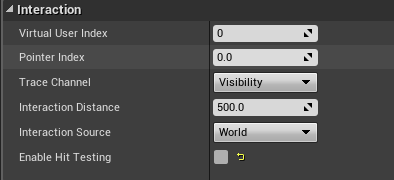 Interaction
Virtual User Index 0
Pointer Index 0.0
Trace Channel Visibility
Interaction Distance 500.0
Interaction Source World
Enable Hit Testing